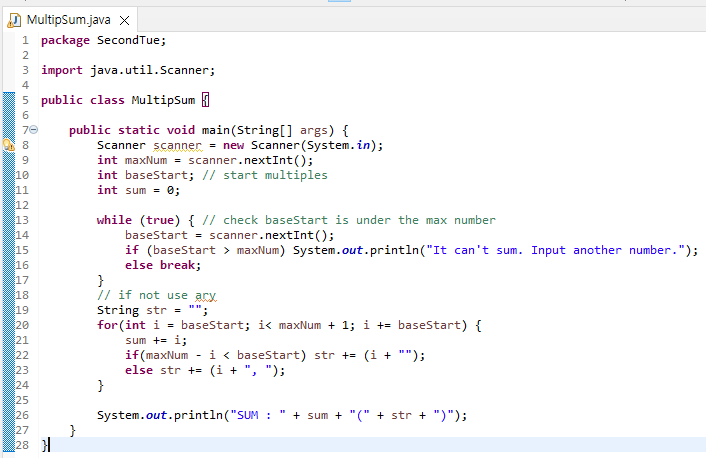 MultipSum.java
1 package SecondTue;
2
3 import java.util.Scanner;
4
5 public class MultipSum {
6
7 public static void main(String[] args) {
8 Scanner scanner = new Scanner(System.in);
9 int maxNum = scanner.nextInt();
10 int baseStart; // start multiples
11 int sum = 0;
12
13 while (true) { // check baseStart is under the max number
14 baseStart = scanner.nextInt();
15 if (baseStart > maxNum) System.out.println("It can't sum. Input another number.");
16 else break;
17 }
18 // if not use ary
19 String str = "";
20 for(int i = baseStart; i< maxNum + 1; i += baseStart) {
21 sum += i;
22 if(maxNum - i < baseStart) str += (i + "");
23 else str += (i + ", ");
24 }
25
26 System.out.println("SUM : " + sum + "(" + str + ")");
27 }
28 }